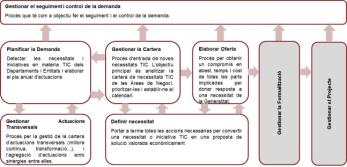 Gestionar el seguiment i control de la demanda
Procés que té com a objectiu fer el seguiment i el control de la demanda.
Planificar la Demanda
Detectar les necessitats i
iniciatives en matèria TIC dels
Departaments i Entitats i elaborar
el pla anual d'actuacions
Gestionar la Cartera
Procés d'entrada de noves
necessitats TIC. L'objectiu
principal és analitzar la
cartera de necessitats TIC
de les Àrees de Negoci,
prioritzar-les i establir-ne el
calendari.
Elaborar Oferta
Procés per obtenir
un compromís en
abast, temps i cost
de totes les parts
implicades per
donar resposta a
una necessitat de
la Generalitat.
Gestionar la Formalització
Gestionar el Projecte
Gestionar Actuacions
Transversals
Procés per la gestió de la cartera
d'actuacions transversals (millora
contínua, transformació...), i
l'agregació d'actuacions amb
sinergies entre elles.
Definir necessitat
Portar a terme totes les accions necessàries per convertir
una necessitat o iniciativa TIC en una proposta de
solució valorada econòmicament